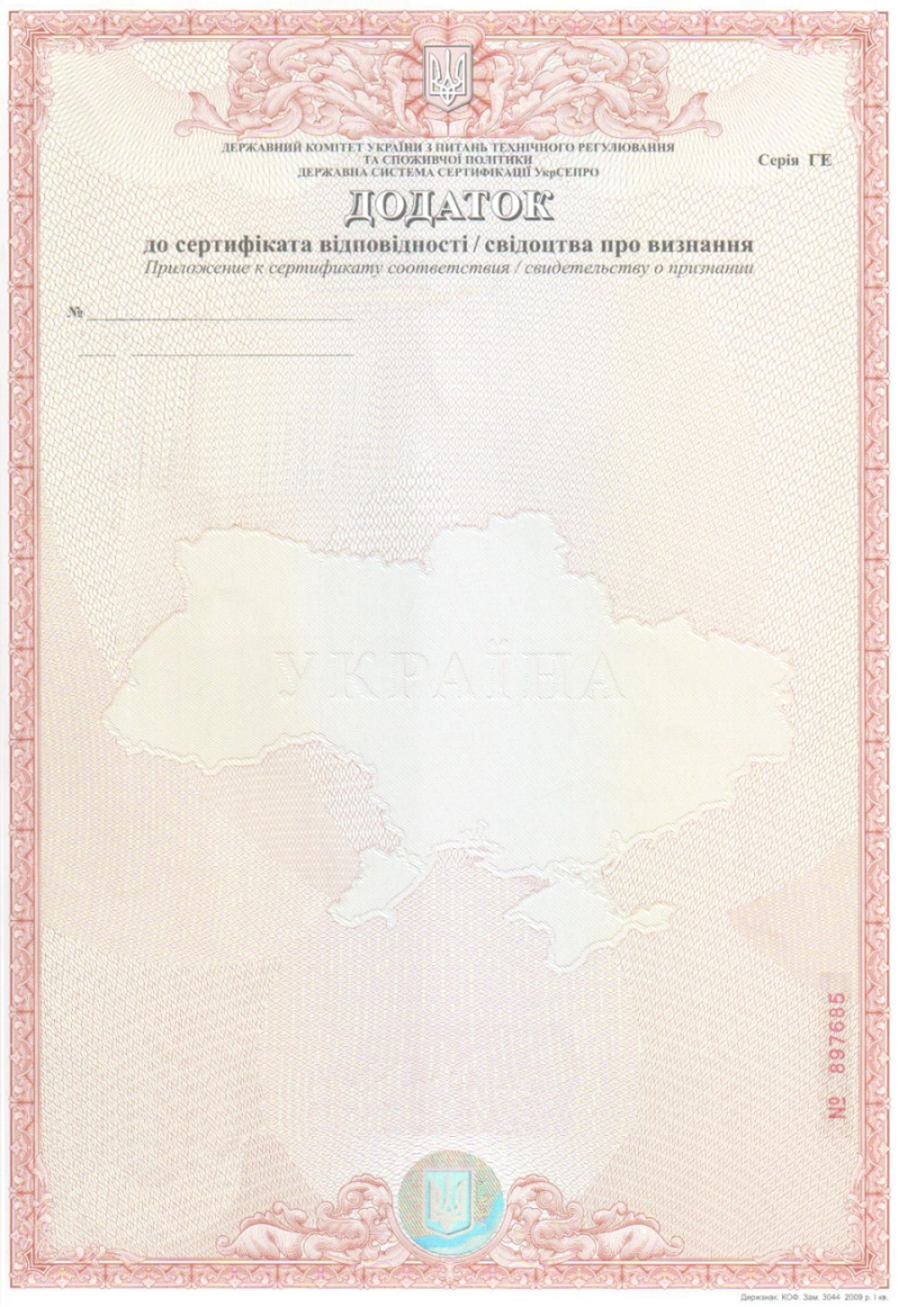 ДЕРЖАВНИЙ КОМІТЕТ УКРАЇНИ З ПИТАНЬ ТЕХНІЧНОГО РЕГУЛЮВАННЯ
ТА СПОЖИВЧОЇ ПОЛІТИКИ
ДЕРЖАВНА СИСТЕМА СЕРТИФІКАЦІЇ УкрСЕПРО
Серія ГЕ
ДОДАТОК
до сертифіката відповідності / свідоцтва про визнання
Приложение к сертификату соответствия / свидетельству о признании
№
УКРАЇНА
№ 897685
Держзнак. КОФ. Зам. 3044 2009 р. I кв.